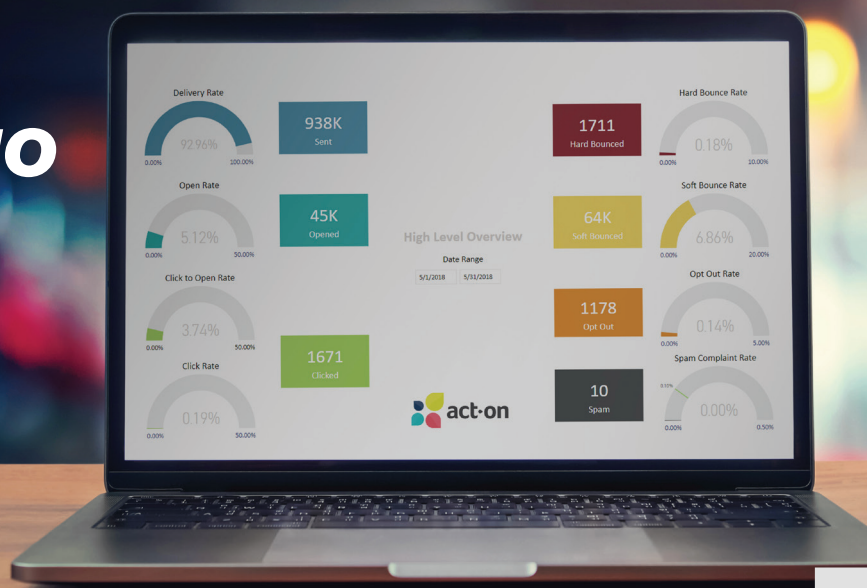 Delivery Rate
92.96%
0.00% 100.00%
938K
Sent
Open Rate
5.12%
0.00% 50.00%
45K
Opened
Click to Open Rate
3.74%
0.00% 50.00%
Click Rate
0.19%
0.00% 50.00%
1671
Clicked
High Level Overview
Date Range
5/1/2018 5/31/2018
act-on
1711
Hard Bounced
Hard Bounce Rate
0.18%
0.00% 10.00%
64K
Soft Bounced
Soft Bounce Rate
6.86%
0.00% 20.00%
1178
Opt Out
Opt Out Rate
0.14%
0.00% 5.00%
10
Spam
Spam Complaint Rate
0.10%
0.00%
0.00% 0.50%